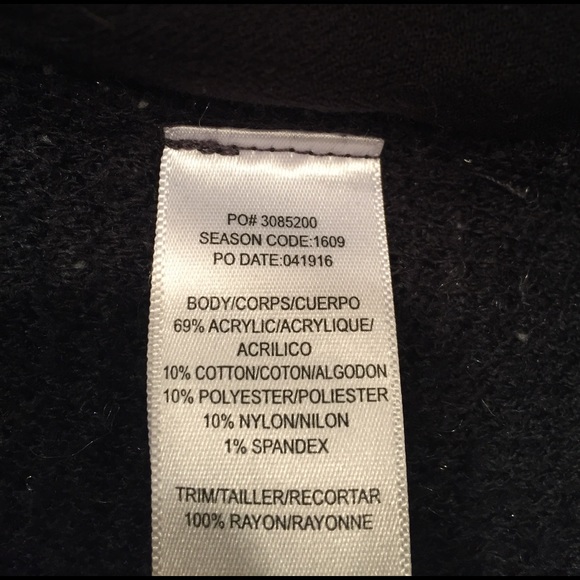 PO# 3085200
SEASON CODE:1609
PO DATE:041916
BODY/CORPS/CUERPO
69% ACRYLIC/ACRYLIQUE/
ACRILICO
10% COTTON/COTON/ALGODON
10% POLYESTER/POLIESTER
10% NYLON/NILON
1% SPANDEX
TRIM/TAILLER/RECORTAR
100% RAYON/RAYONNE